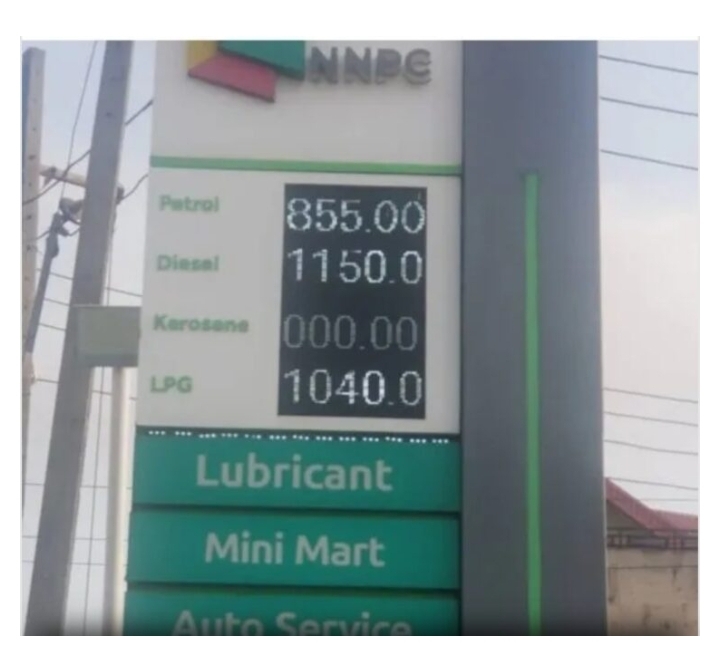 NNPC
Petrol 855.00
Diesel 1150.0
Kerosene 000.00
LPG 1040.0
Lubricant
Mini Mart
Auto Service